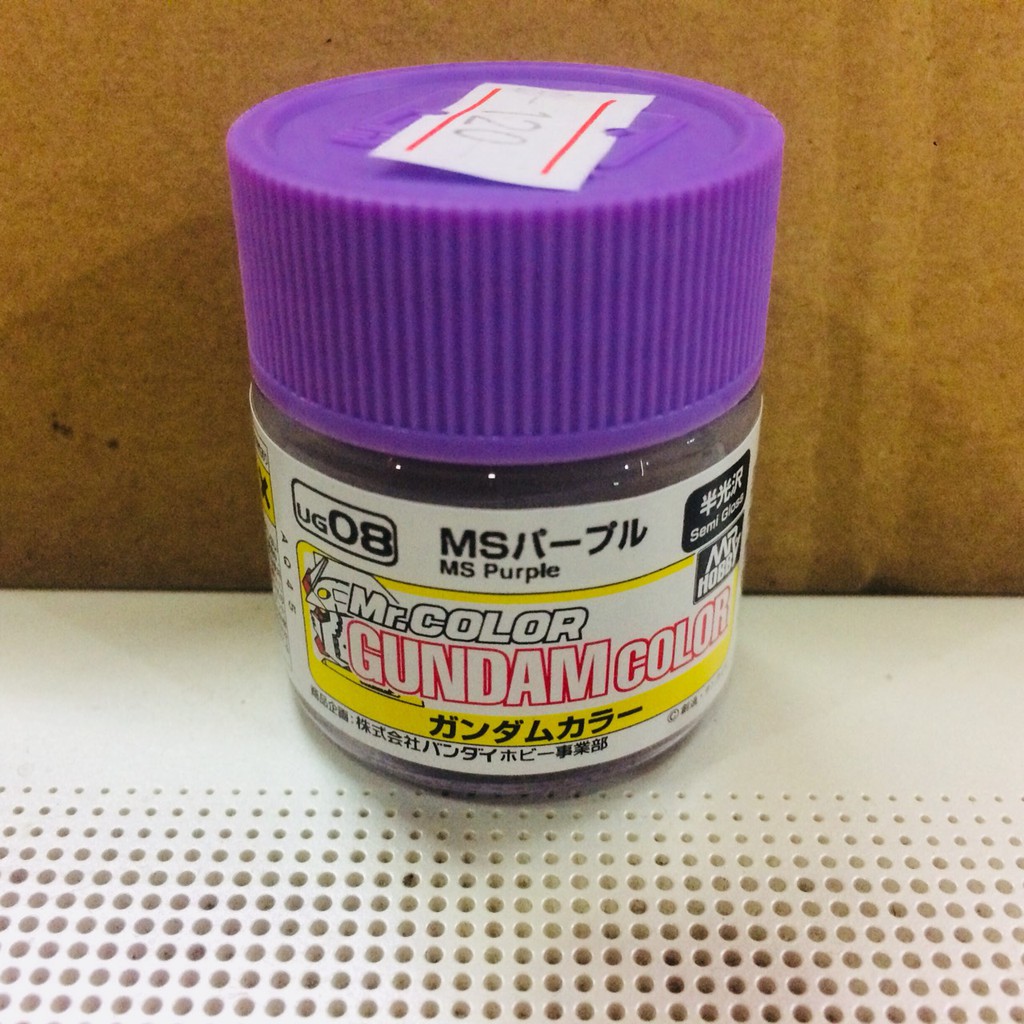 120
UG08
MSパープル
MS Purple
半光沢
Semi Gloss
MR
HOBBY
Mr.COLOR
GUNDAM COLOR
ガンダムカラー
商品企画:株式会社バンダイホビー事業部